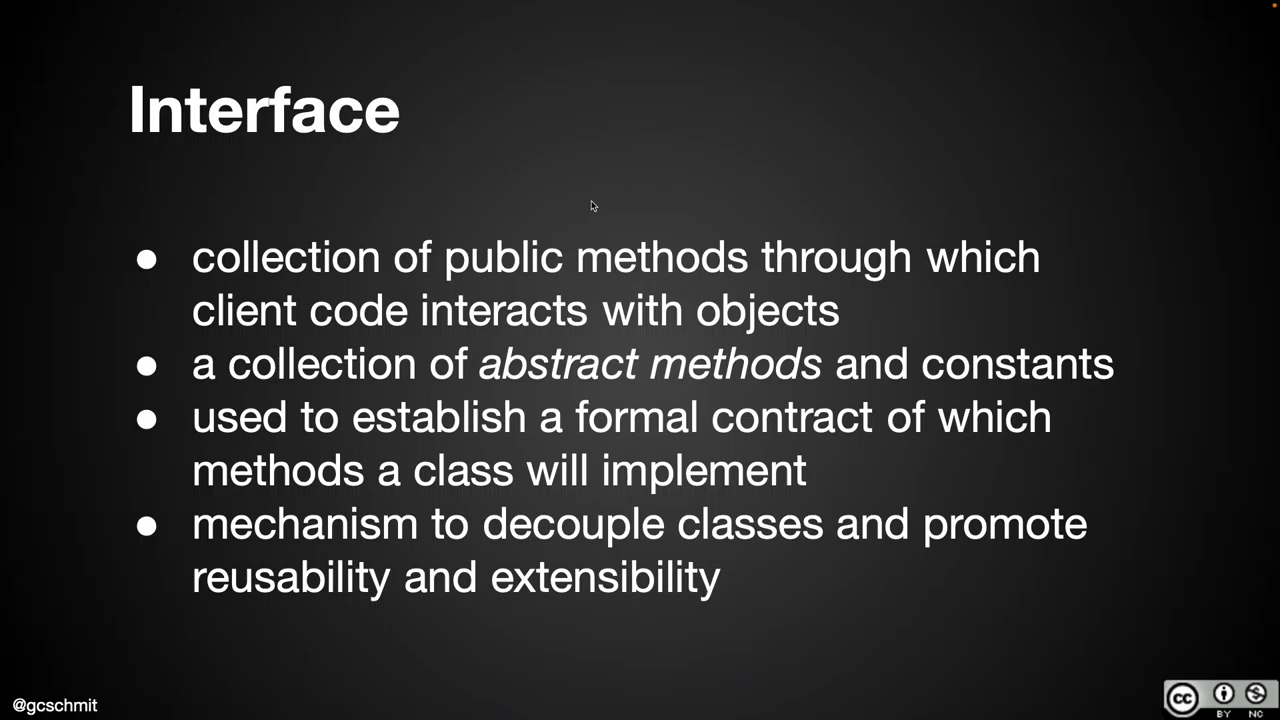 Interface
● collection of public methods through which
client code interacts with objects
● a collection of abstract methods and constants
● used to establish a formal contract of which
methods a class will implement
● mechanism to decouple classes and promote
reusability and extensibility
@gcschmit
cc
BY NC